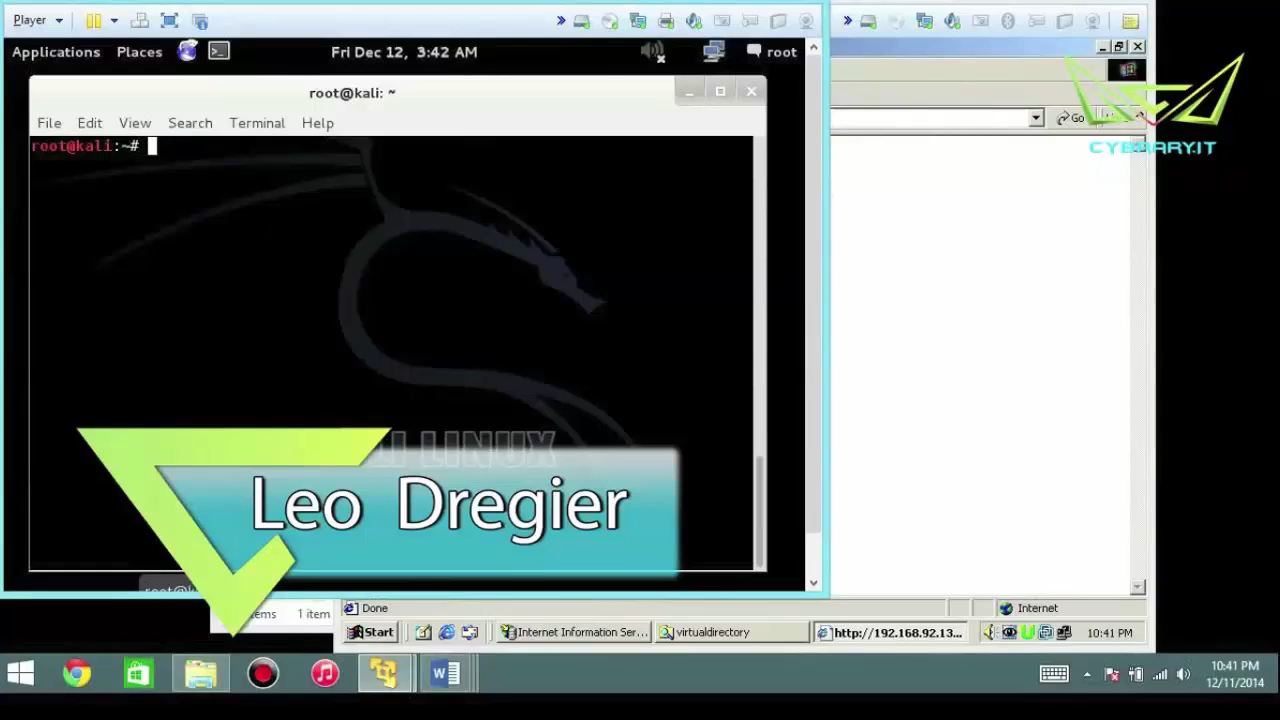 Player
Applications Places Fri Dec 12, 3:42 AM root
root@kali: ~
File Edit View Search Terminal Help
root@kali:~#
Go
CYBRARY.IT
LI LINUX
Leo Dregier
1 item
Done
Internet
Start
Internet Information Ser...
virtualdirectory
http://192.168.92.13...
10:41 PM
10:41 PM
12/11/2014